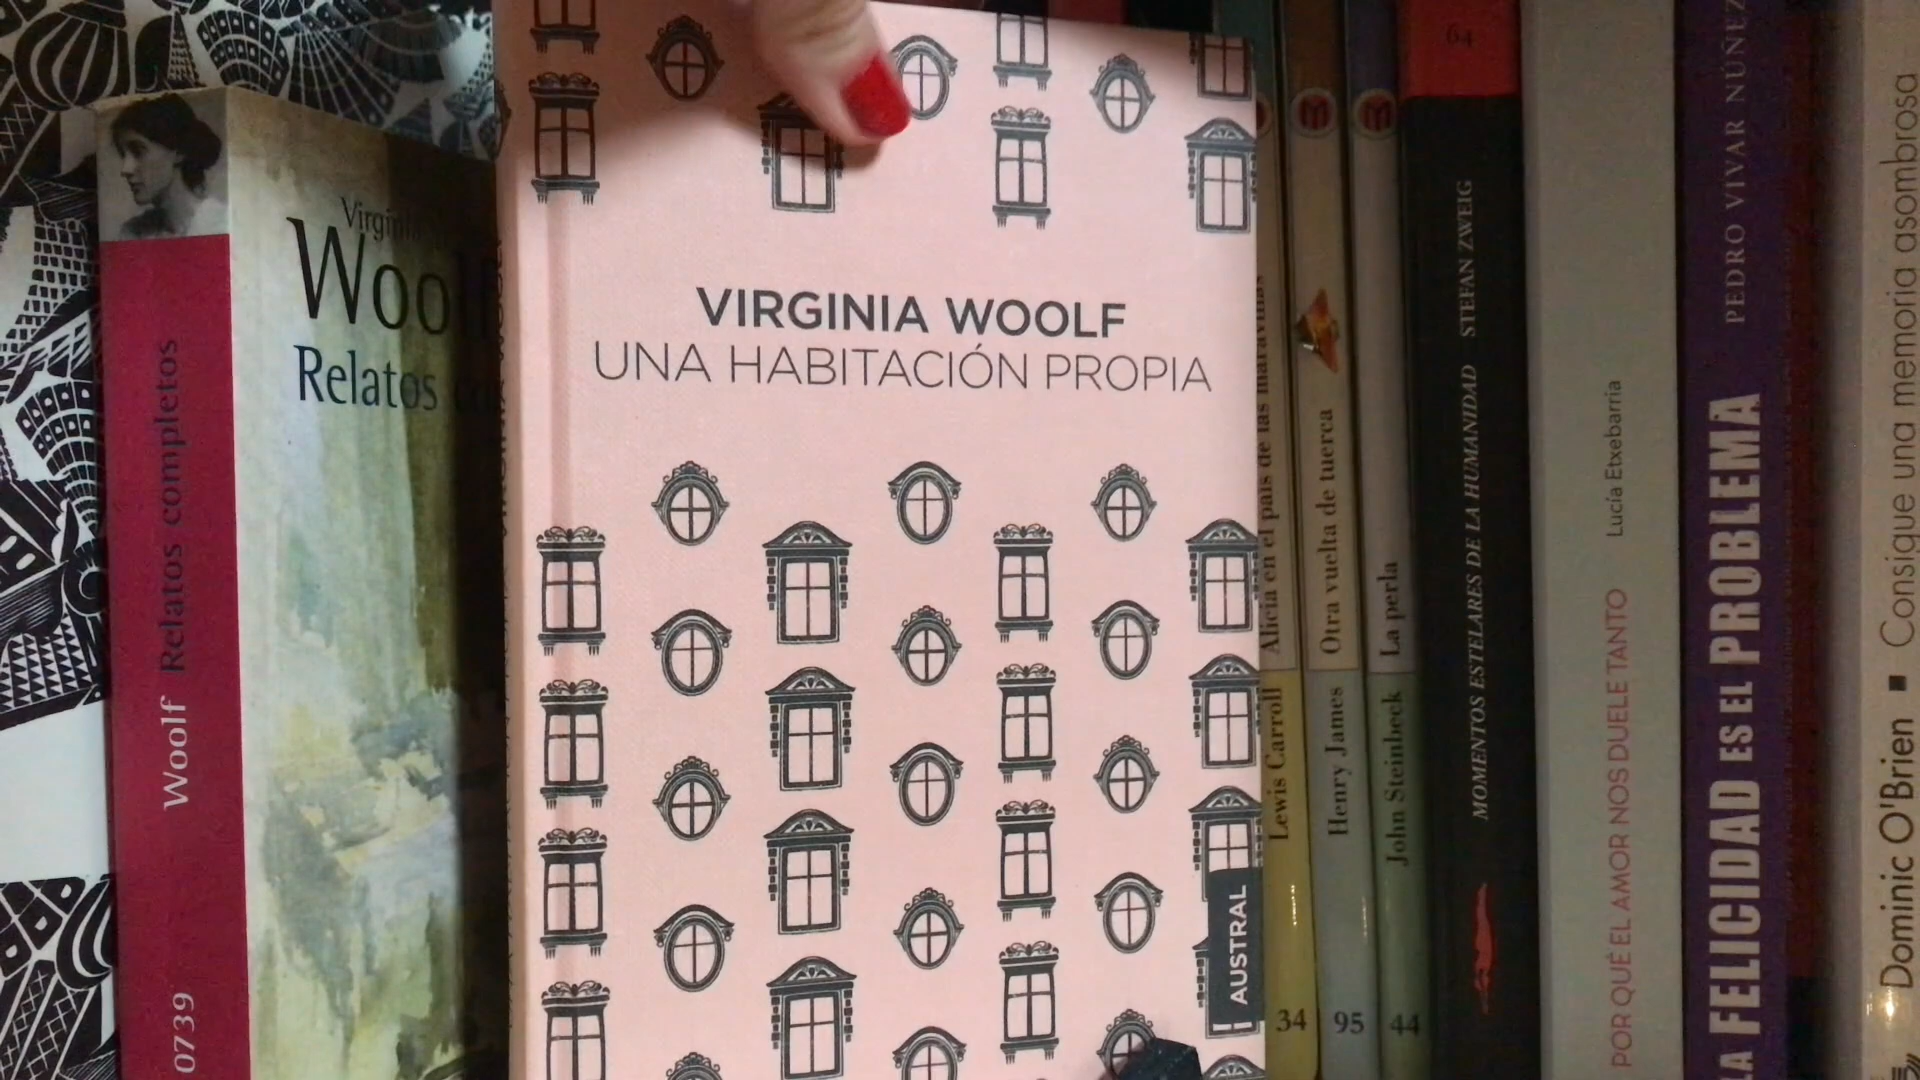 Woolf Relatos completos
0739
Virginia
Woolf
Relatos
VIRGINIA WOOLF
UNA HABITACIÓN PROPIA
AUSTRAL
Lewis Carroll Alicia en el país de las maravillas
34
Henry James Otra vuelta de tuerca
95
John Steinbeck La perla
44
64
MOMENTOS ESTELARES DE LA HUMANIDAD STEFAN ZWEIG
POR QUÉ EL AMOR NOS DUELE TANTO Lucía Etxebarria
LA FELICIDAD ES EL PROBLEMA PEDRO VIVAR NÚÑEZ
Dominic O'Brien ■ Consigue una memoria asombrosa